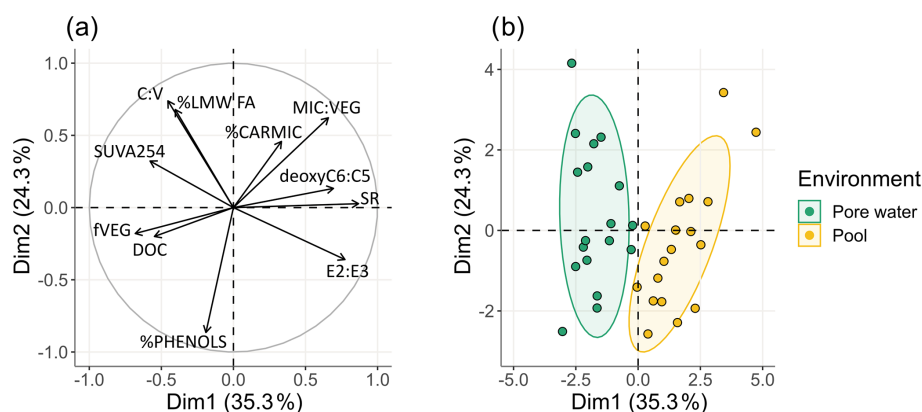 (a)
1.0
0.5
0.0
-0.5
-1.0
Dim2 (24.3%)
C:V
%LMW FA
MIC:VEG
%CARMIC
SUVA254
deoxyC6:C5
SR
fVEG
DOC
E2:E3
%PHENOLS
-1.0 -0.5 0.0 0.5 1.0
Dim1 (35.3%)
(b)
4
2
0
-2
Dim2 (24.3%)
-5.0 -2.5 0.0 2.5 5.0
Dim1 (35.3%)
Environment
Pore water
Pool